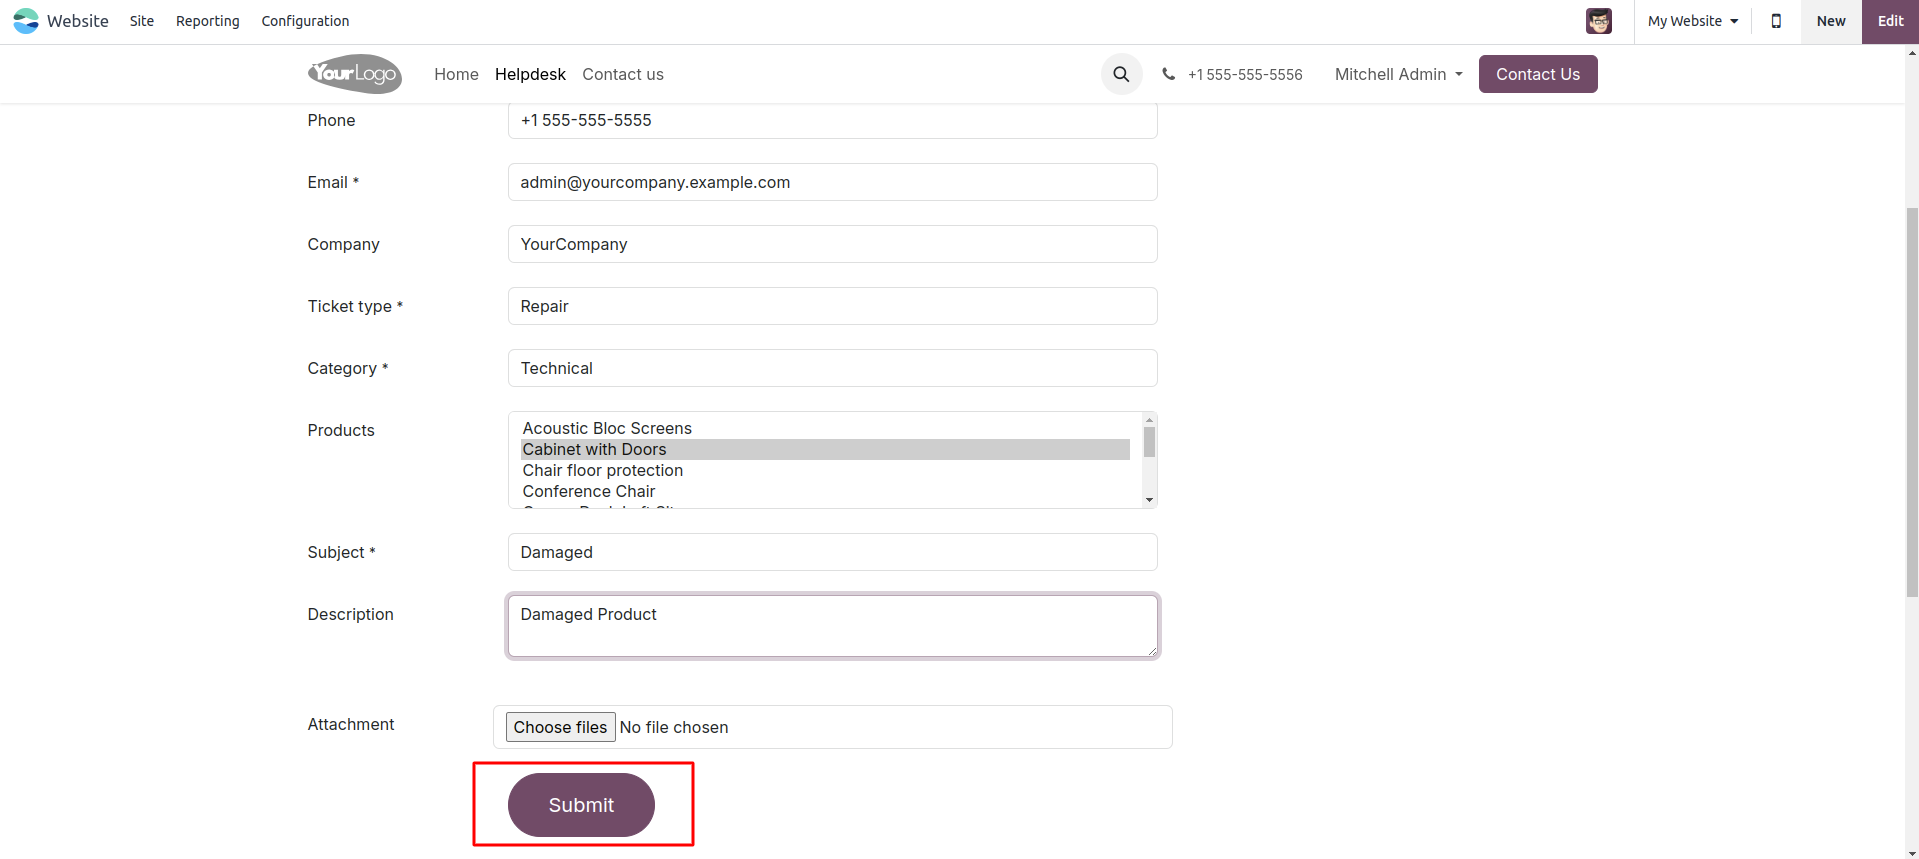 Website Site Reporting Configuration My Website New Edit
YourLogo Home Helpdesk Contact us +1 555-555-5556 Mitchell Admin Contact Us
Phone +1 555-555-5555
Email * admin@yourcompany.example.com
Company YourCompany
Ticket type * Repair
Category * Technical
Products Acoustic Bloc Screens
Cabinet with Doors
Chair floor protection
Conference Chair
Subject * Damaged
Description Damaged Product
Attachment Choose files No file chosen
Submit